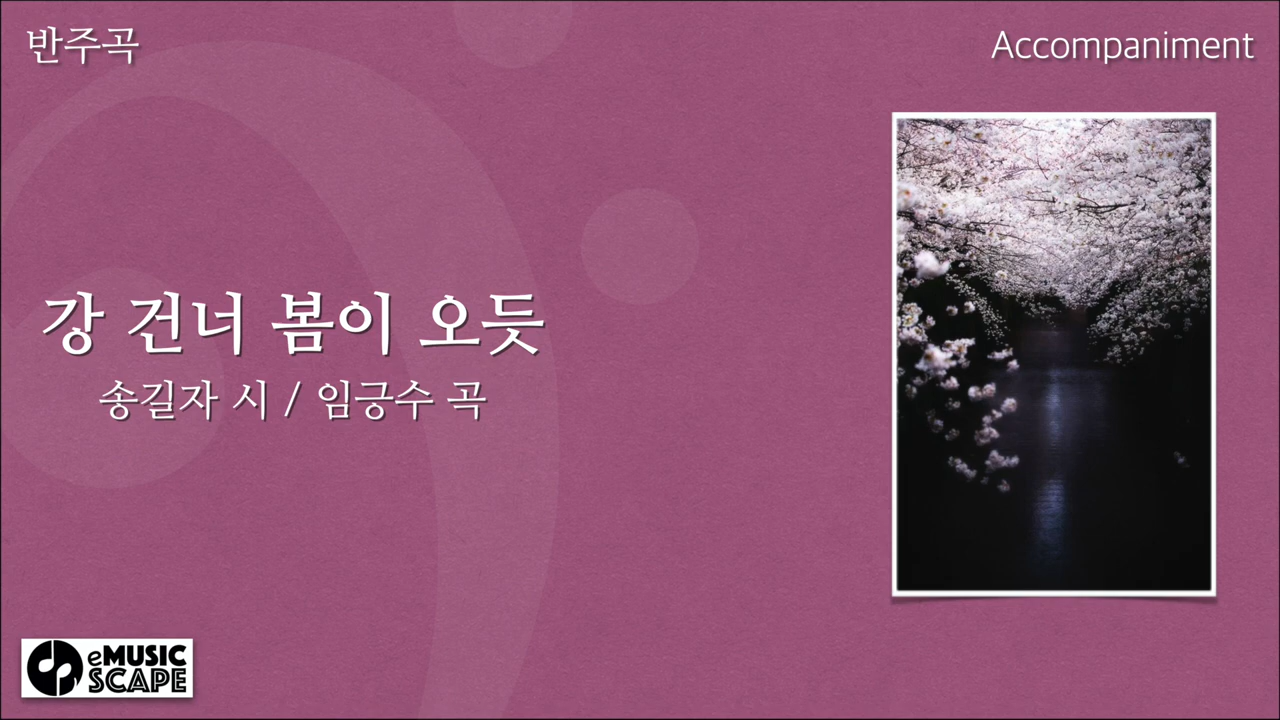 반주곡
Accompaniment
강 건너 봄이 오듯
송길자 시 / 임긍수 곡
eMUSIC
SCAPE